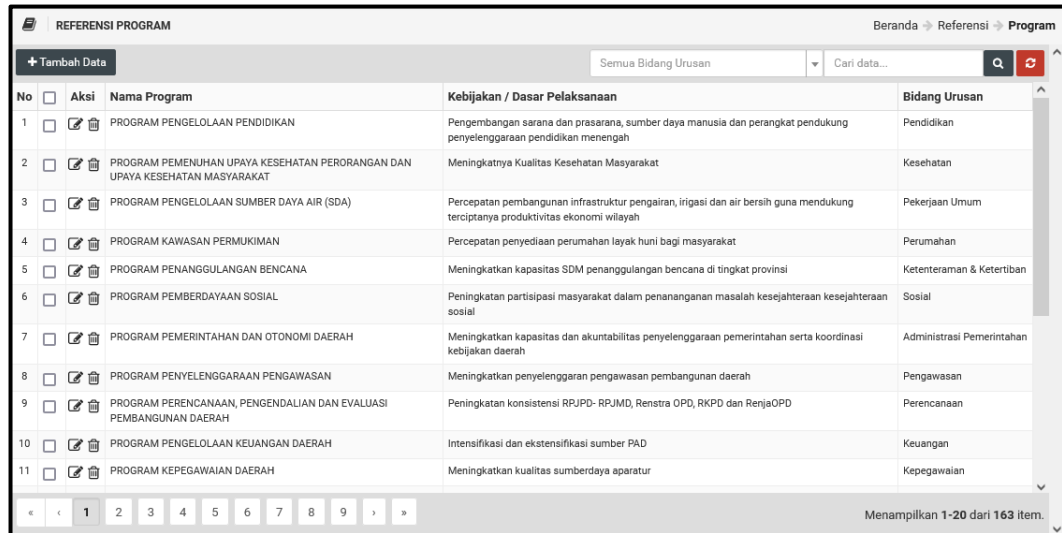 REFERENSI PROGRAM
Beranda Referensi Program
Tambah Data
Semua Bidang Urusan
Cari data...
No Aksi Nama Program Kebijakan / Dasar Pelaksanaan Bidang Urusan
1 PROGRAM PENGELOLAAN PENDIDIKAN Pengembangan sarana dan prasarana, sumber daya manusia dan perangkat pendukung Pendidikan
penyelenggaraan pendidikan menengah
2 PROGRAM PEMENUHAN UPAYA KESEHATAN PERORANGAN DAN Meningkatnya Kualitas Kesehatan Masyarakat Kesehatan
UPAYA KESEHATAN MASYARAKAT
3 PROGRAM PENGELOLAAN SUMBER DAYA AIR (SDA) Percepatan pembangunan infrastruktur pengairan, irigasi dan air bersih guna mendukung Pekerjaan Umum
terciptanya produktivitas ekonomi wilayah
4 PROGRAM KAWASAN PERMUKIMAN Percepatan penyediaan perumahan layak huni bagi masyarakat Perumahan
5 PROGRAM PENANGGULANGAN BENCANA Meningkatkan kapasitas SDM penanggulangan bencana di tingkat provinsi Ketenteraman & Ketertiban
6 PROGRAM PEMBERDAYAAN SOSIAL Peningkatan partisipasi masyarakat dalam penananganan masalah kesejahteraan kesejahteraan Sosial
sosial
7 PROGRAM PEMERINTAHAN DAN OTONOMI DAERAH Meningkatkan kapasitas dan akuntabilitas penyelenggaraan pemerintahan serta koordinasi Administrasi Pemerintahan
kebijakan daerah
8 PROGRAM PENYELENGGARAAN PENGAWASAN Meningkatkan penyelenggaran pengawasan pembangunan daerah Pengawasan
9 PROGRAM PERENCANAAN, PENGENDALIAN DAN EVALUASI Peningkatan konsistensi RPJPD- RPJMD, Renstra OPD, RKPD dan RenjaOPD Perencanaan
PEMBANGUNAN DAERAH
10 PROGRAM PENGELOLAAN KEUANGAN DAERAH Intensifikasi dan ekstensifikasi sumber PAD Keuangan
11 PROGRAM KEPEGAWAIAN DAERAH Meningkatkan kualitas sumberdaya aparatur Kepegawaian
« ‹ 1 2 3 4 5 6 7 8 9 › »
Menampilkan 1-20 dari 163 item.